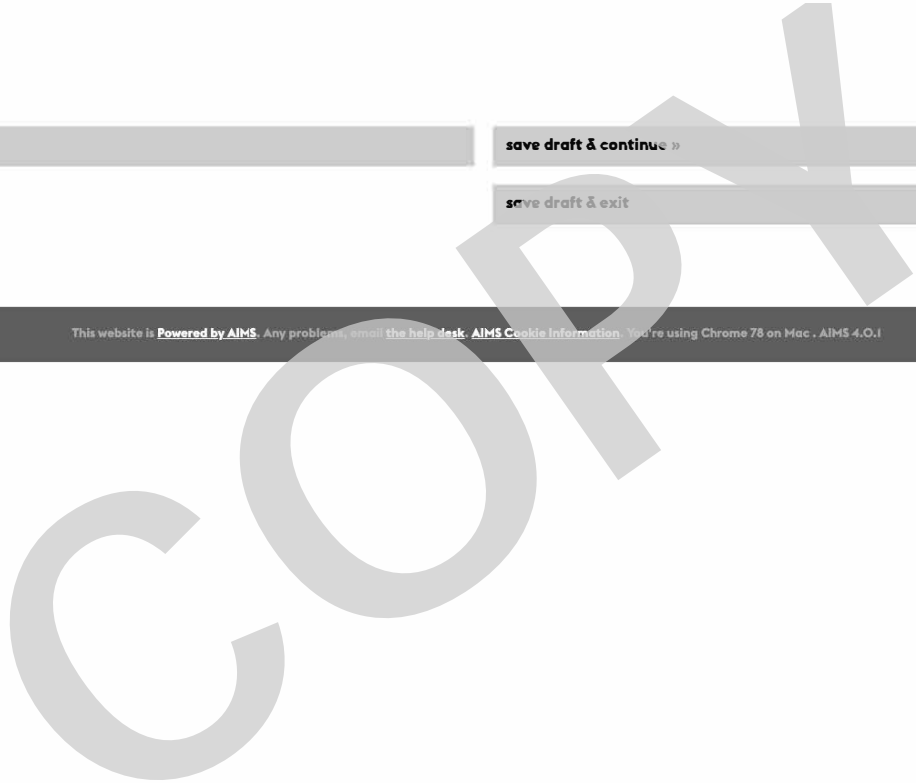 save draft & continue »
save draft & exit
This website is Powered by AIMS. Any problems, email the help desk. AIMS Cookie Information. You're using Chrome 78 on Mac . AIMS 4.0.1
COPY